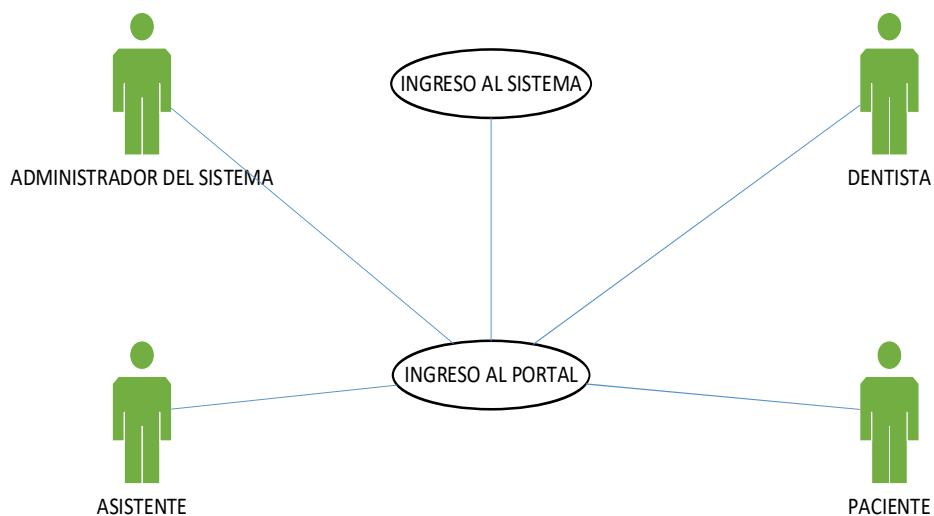 INGRESO AL SISTEMA
ADMINISTRADOR DEL SISTEMA
DENTISTA
INGRESO AL PORTAL
ASISTENTE
PACIENTE